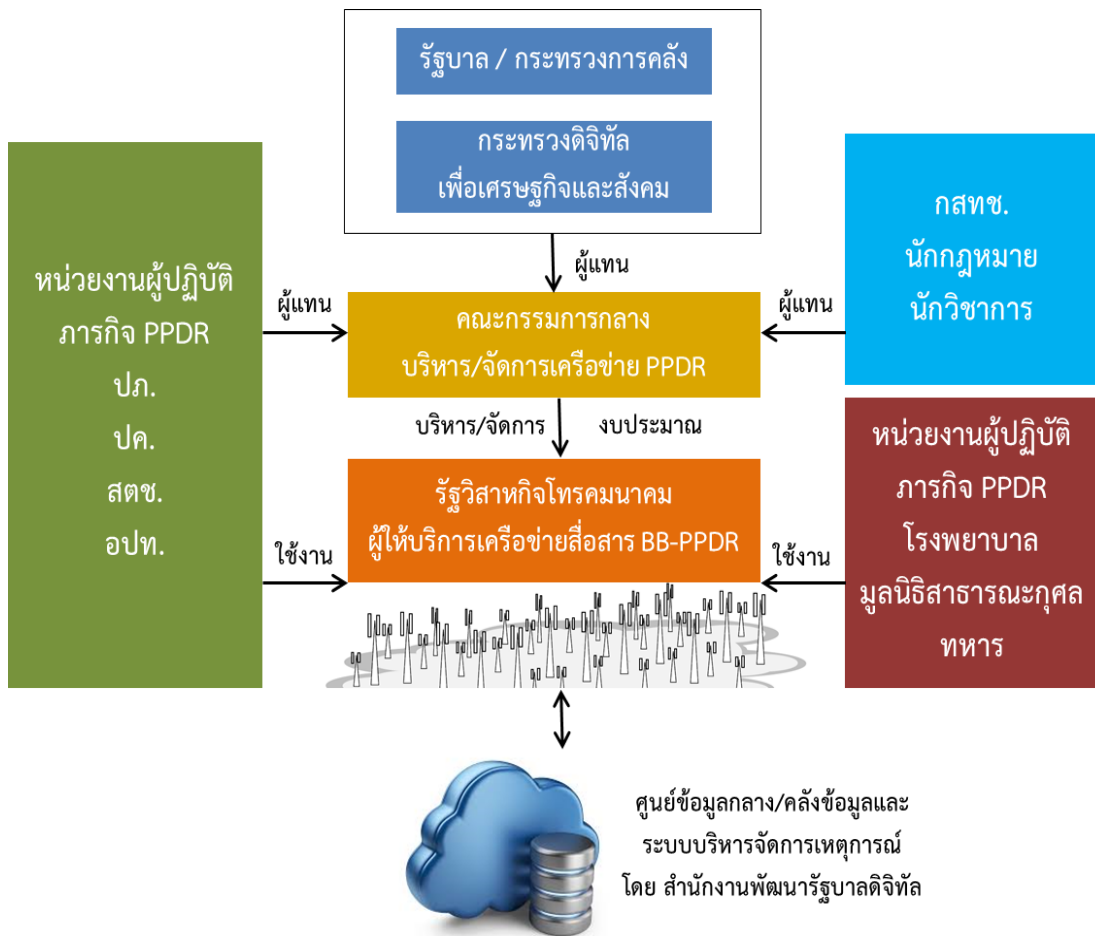 รัฐบาล / กระทรวงการคลัง
กระทรวงดิจิทัล
เพื่อเศรษฐกิจและสังคม
หน่วยงานผู้ปฏิบัติ
ภารกิจ PPDR
ปภ.
ปค.
สตช.
อปท.
กสทช.
นักกฎหมาย
นักวิชาการ
ผู้แทน
ผู้แทน
ผู้แทน
คณะกรรมการกลาง
บริหาร/จัดการเครือข่าย PPDR
บริหาร/จัดการ
งบประมาณ
รัฐวิสาหกิจโทรคมนาคม
ผู้ให้บริการเครือข่ายสื่อสาร BB-PPDR
ใช้งาน
ใช้งาน
หน่วยงานผู้ปฏิบัติ
ภารกิจ PPDR
โรงพยาบาล
มูลนิธิสาธารณะกุศล
ทหาร
ศูนย์ข้อมูลกลาง/คลังข้อมูลและ
ระบบบริหารจัดการเหตุการณ์
โดย สำนักงานพัฒนารัฐบาลดิจิทัล